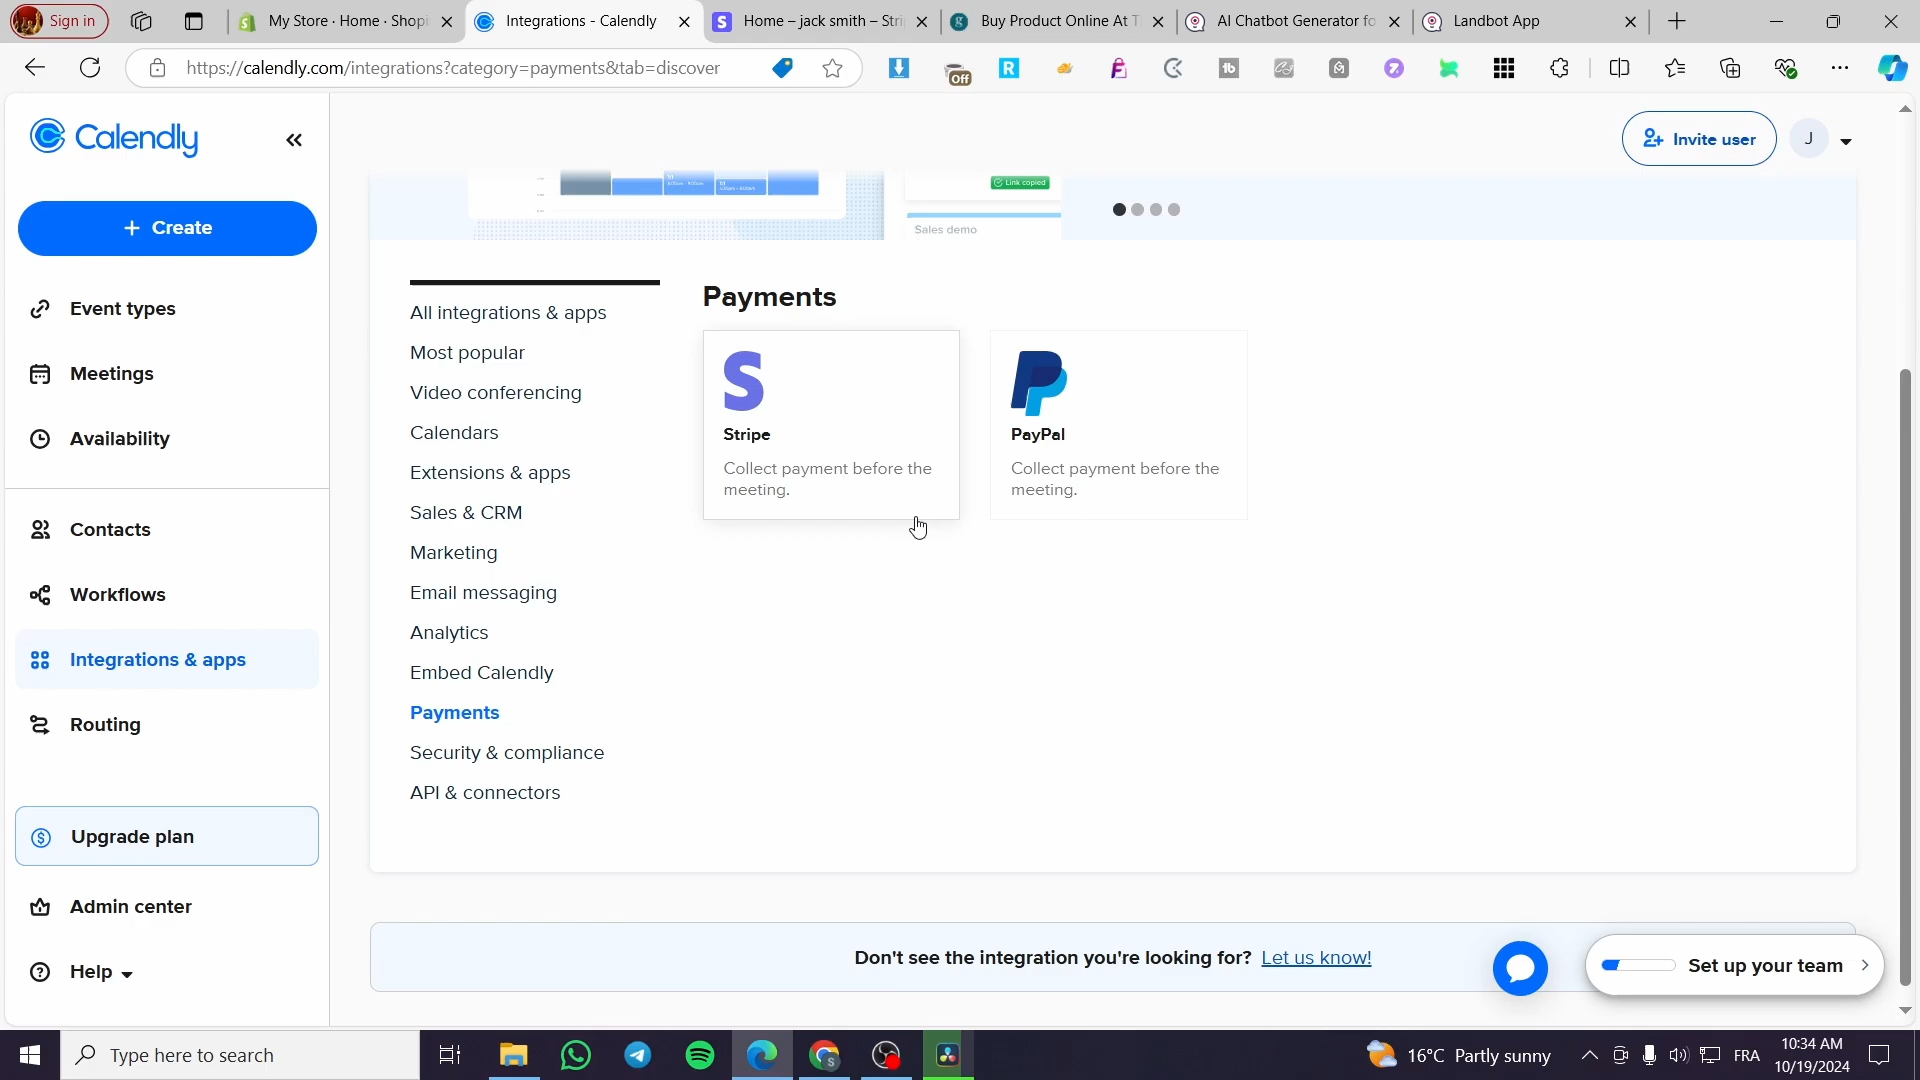 Sign in
My Store · Home · Shopi
Integrations - Calendly
Home – jack smith – Stri
Buy Product Online At T
AI Chatbot Generator fo
Landbot App
https://calendly.com/integrations?category=payments&tab=discover
Off
Calendly
Invite user
J
Link copied
Sales demo
+ Create
Event types
Meetings
Availability
Contacts
Workflows
Integrations & apps
Routing
Upgrade plan
Admin center
Help
All integrations & apps
Most popular
Video conferencing
Calendars
Extensions & apps
Sales & CRM
Marketing
Email messaging
Analytics
Embed Calendly
Payments
Security & compliance
API & connectors
Payments
Stripe
Collect payment before the
meeting.
PayPal
Collect payment before the
meeting.
Don't see the integration you're looking for? Let us know!
Set up your team
Type here to search
16°C Partly sunny
FRA
10:34 AM
10/19/2024